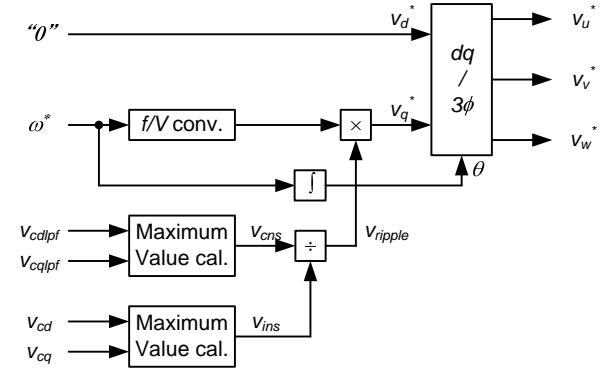 “0”
v_d^*
dq
/
3ϕ
v_u^*
v_v^*
v_w^*
ω^*
f/V conv.
×
v_q^*
∫
θ
v_cdlpf
v_cqlpf
Maximum
Value cal.
v_cns
÷
v_ripple
v_cd
v_cq
Maximum
Value cal.
v_ins